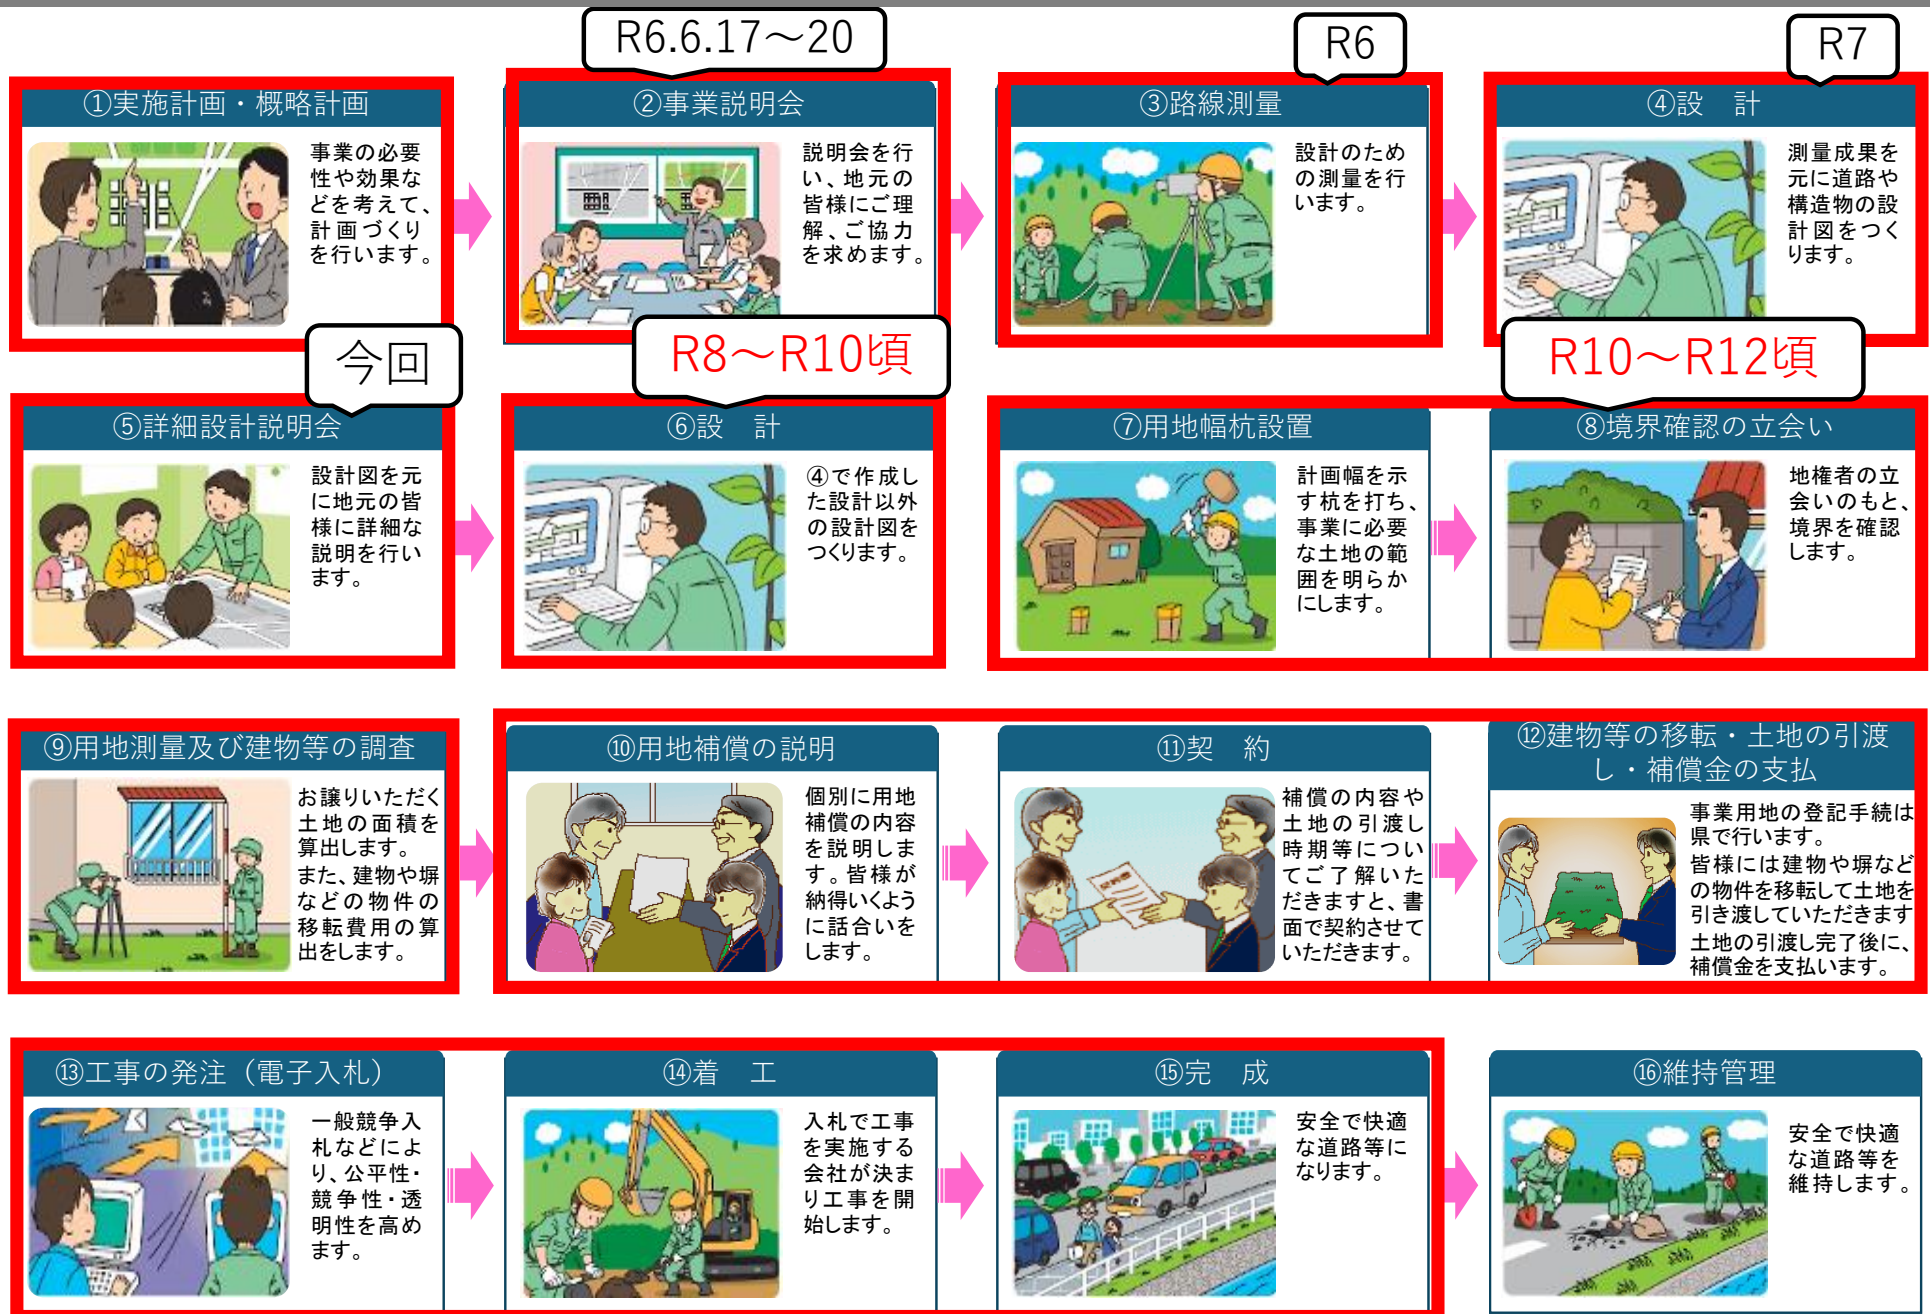 R6.6.17～20
R6
R7
①実施計画・概略計画
事業の必要
性や効果な
どを考えて、
計画づくり
を行います。
②事業説明会
説明会を行
い、地元の
皆様にご理
解、ご協力
を求めます。
③路線測量
設計のため
の測量を行
います。
④設　計
測量成果を
元に道路や
構造物の設
計図をつく
ります。
今回
R8～R10頃
R10～R12頃
⑤詳細設計説明会
設計図を元
に地元の皆
様に詳細な
説明を行い
ます。
⑥設　計
④で作成し
た設計以外
の設計図を
つくります。
⑦用地幅杭設置
計画幅を示
す杭を打ち、
事業に必要
な土地の範
囲を明らか
にします。
⑧境界確認の立会い
地権者の立
会いのもと、
境界を確認
します。
⑨用地測量及び建物等の調査
お譲りいただく
土地の面積を
算出します。
また、建物や塀
などの物件の
移転費用の算
出をします。
⑩用地補償の説明
個別に用地
補償の内容
を説明しま
す。皆様が
納得いくよう
に話合いを
します。
⑪契　約
補償の内容や
土地の引渡し
時期等につい
てご了解いた
だきますと、書
面で契約させて
いただきます。
⑫建物等の移転・土地の引渡
し・補償金の支払
事業用地の登記手続は
県で行います。
皆様には建物や塀など
の物件を移転して土地を
引き渡していただきます
土地の引渡し完了後に、
補償金を支払います。
⑬工事の発注（電子入札）
一般競争入
札などによ
り、公平性・
競争性・透
明性を高め
ます。
⑭着　工
入札で工事
を実施する
会社が決ま
り工事を開
始します。
⑮完　成
安全で快適
な道路等に
なります。
⑯維持管理
安全で快適
な道路等を
維持します。